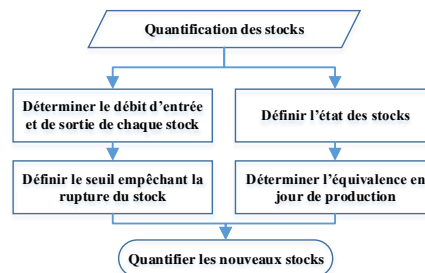 Quantification des stocks
Déterminer le débit d'entrée
et de sortie de chaque stock
Définir l'état des stocks
Définir le seuil empêchant la
rupture du stock
Déterminer l'équivalence en
jour de production
Quantifier les nouveaux stocks